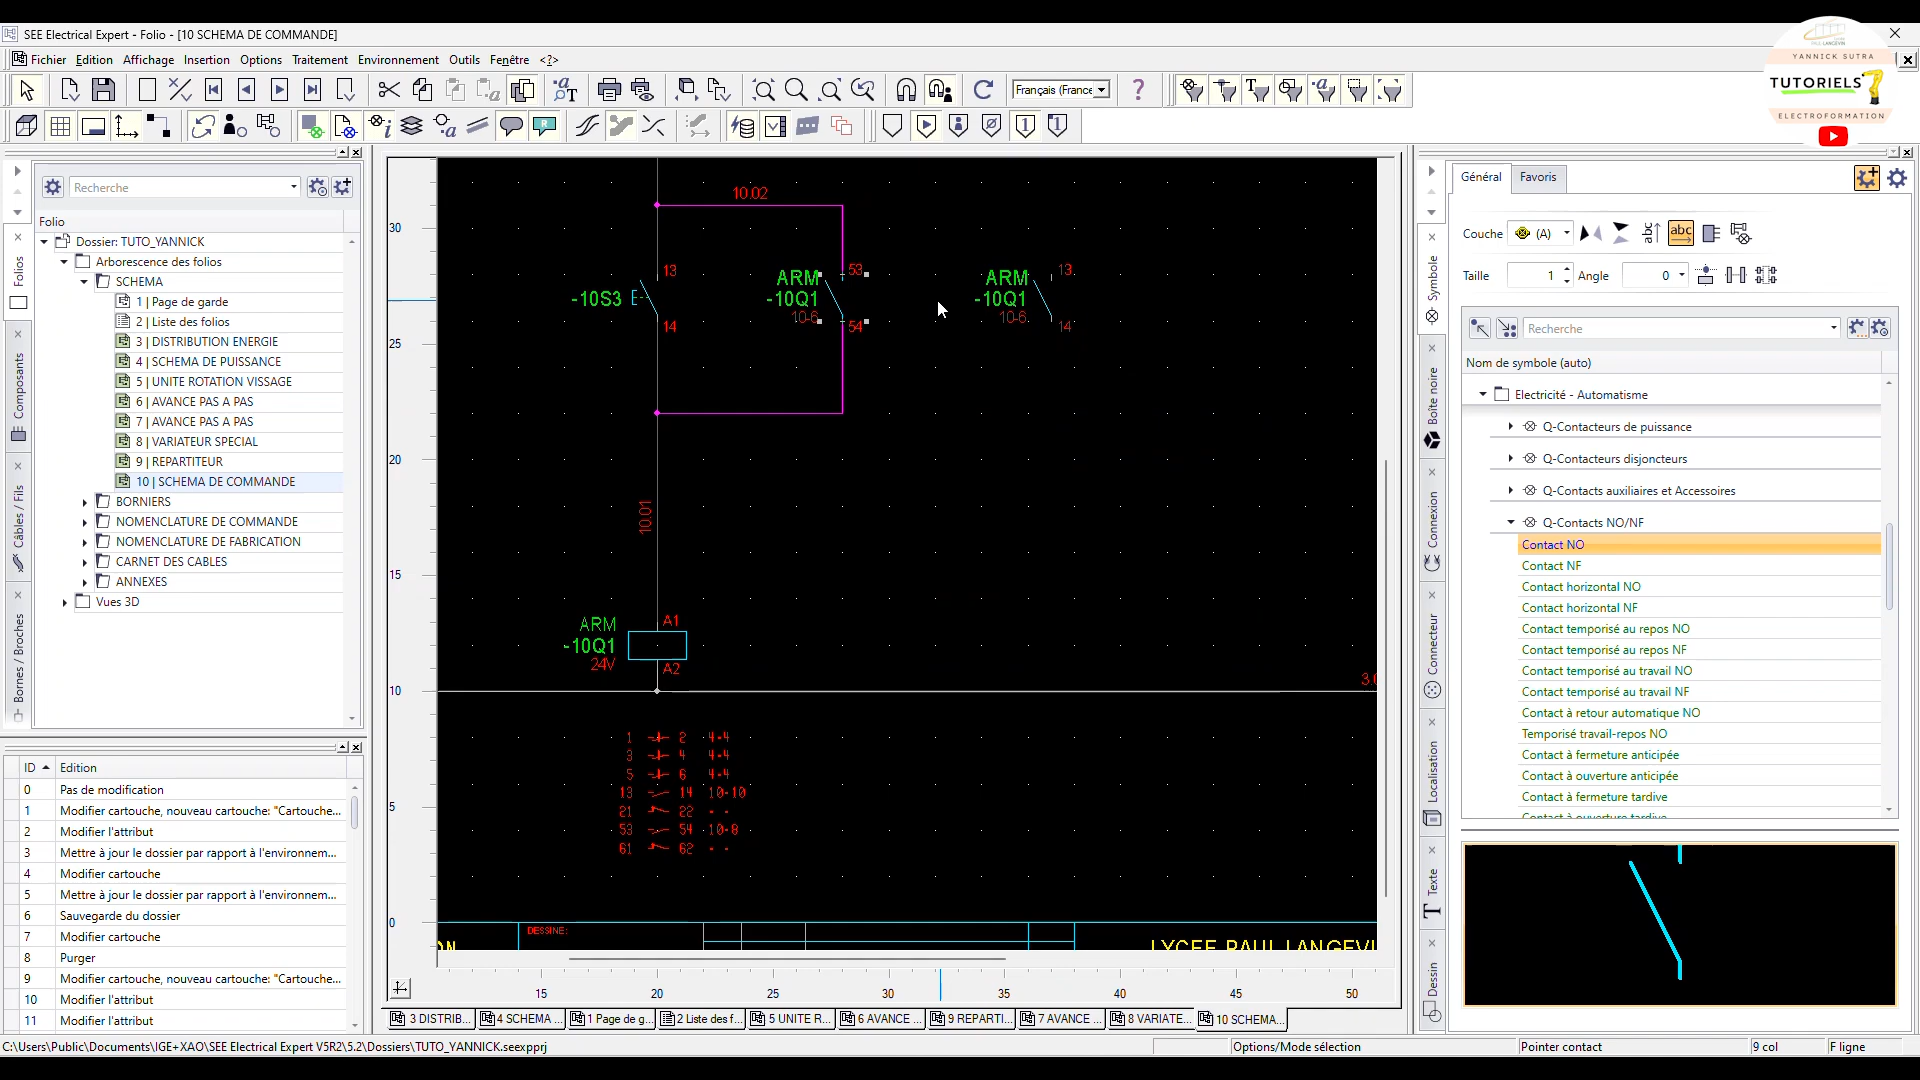 SEE Electrical Expert - Folio - [10 SCHEMA DE COMMANDE]
Fichier Edition Affichage Insertion Options Traitement Environnement Outils Fenêtre <?>
YANNICK SUTRA
TUTORIELS
ELECTROFORMATION
Français (France
Recherche
Folio
Dossier: TUTO_YANNICK
Arborescence des folios
SCHEMA
1 | Page de garde
2 | Liste des folios
3 | DISTRIBUTION ENERGIE
4 | SCHEMA DE PUISSANCE
5 | UNITE ROTATION VISSAGE
6 | AVANCE PAS A PAS
7 | AVANCE PAS A PAS
8 | VARIATEUR SPECIAL
9 | REPARTITEUR
10 | SCHEMA DE COMMANDE
BORNIERS
NOMENCLATURE DE COMMANDE
NOMENCLATURE DE FABRICATION
CARNET DES CABLES
ANNEXES
Vues 3D
Folios
Composants
Câbles / Fils
Bornes / Broches
ID Edition
0 Pas de modification
1 Modifier cartouche, nouveau cartouche: "Cartouche...
2 Modifier l'attribut
3 Mettre à jour le dossier par rapport à l'environnem...
4 Modifier cartouche
5 Mettre à jour le dossier par rapport à l'environnem...
6 Sauvegarde du dossier
7 Modifier cartouche
8 Purger
9 Modifier cartouche, nouveau cartouche: "Cartouche...
10 Modifier l'attribut
11 Modifier l'attribut
30
25
20
15
10
5
0
10.02
13
-10S3 E
14
ARM
-10Q1
10-6
53
54
ARM
-10Q1
10-6
13
14
10.01
ARM
-10Q1
24V
A1
A2
1 2 4-4
3 4 4-4
5 6 4-4
13 14 10-10
21 22 - -
53 54 10-8
61 62 - -
DESSINE:
LYCEE PAUL LANGEVI
15 20 25 30 35 40 45 50
3 DISTRIB... 4 SCHEMA ... 1 Page de g... 2 Liste des f... 5 UNITE R... 6 AVANCE ... 9 REPARTI... 7 AVANCE ... 8 VARIATE... 10 SCHEMA...
Symbole
Boîte noire
Connexion
Connecteur
Localisation
Texte
Dessin
Général Favoris
Couche (A) abc abc
Taille 1 Angle 0
Recherche
Nom de symbole (auto)
Electricité - Automatisme
Q-Contacteurs de puissance
Q-Contacteurs disjoncteurs
Q-Contacts auxiliaires et Accessoires
Q-Contacts NO/NF
Contact NO
Contact NF
Contact horizontal NO
Contact horizontal NF
Contact temporisé au repos NO
Contact temporisé au repos NF
Contact temporisé au travail NO
Contact temporisé au travail NF
Contact à retour automatique NO
Temporisé travail-repos NO
Contact à fermeture anticipée
Contact à ouverture anticipée
Contact à fermeture tardive
Contact à ouverture tardive
C:\Users\Public\Documents\IGE+XAO\SEE Electrical Expert V5R2\5.2\Dossiers\TUTO_YANNICK.seexpprj
Options/Mode sélection
Pointer contact
9 col
F ligne